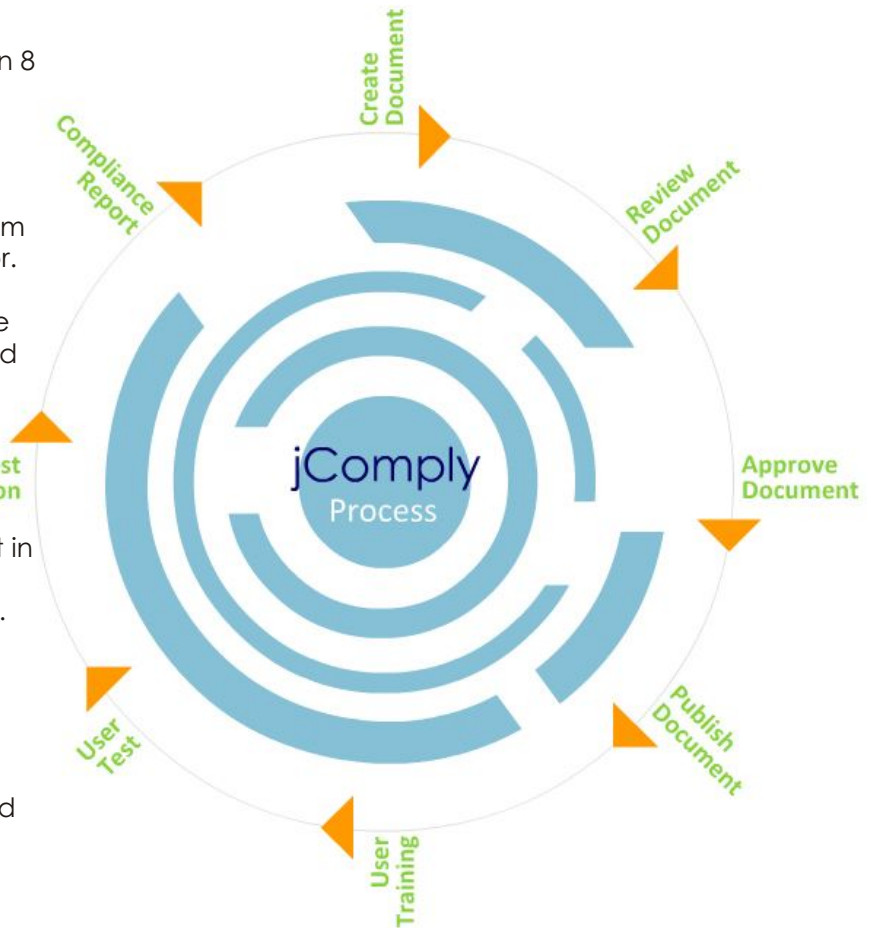 n 8
m
r.
e
d
t in
.
d
Create
Document
Review
Document
Approve
Document
Publish
Document
User
Training
User
Test
st
on
Compliance
Report
jComply
Process